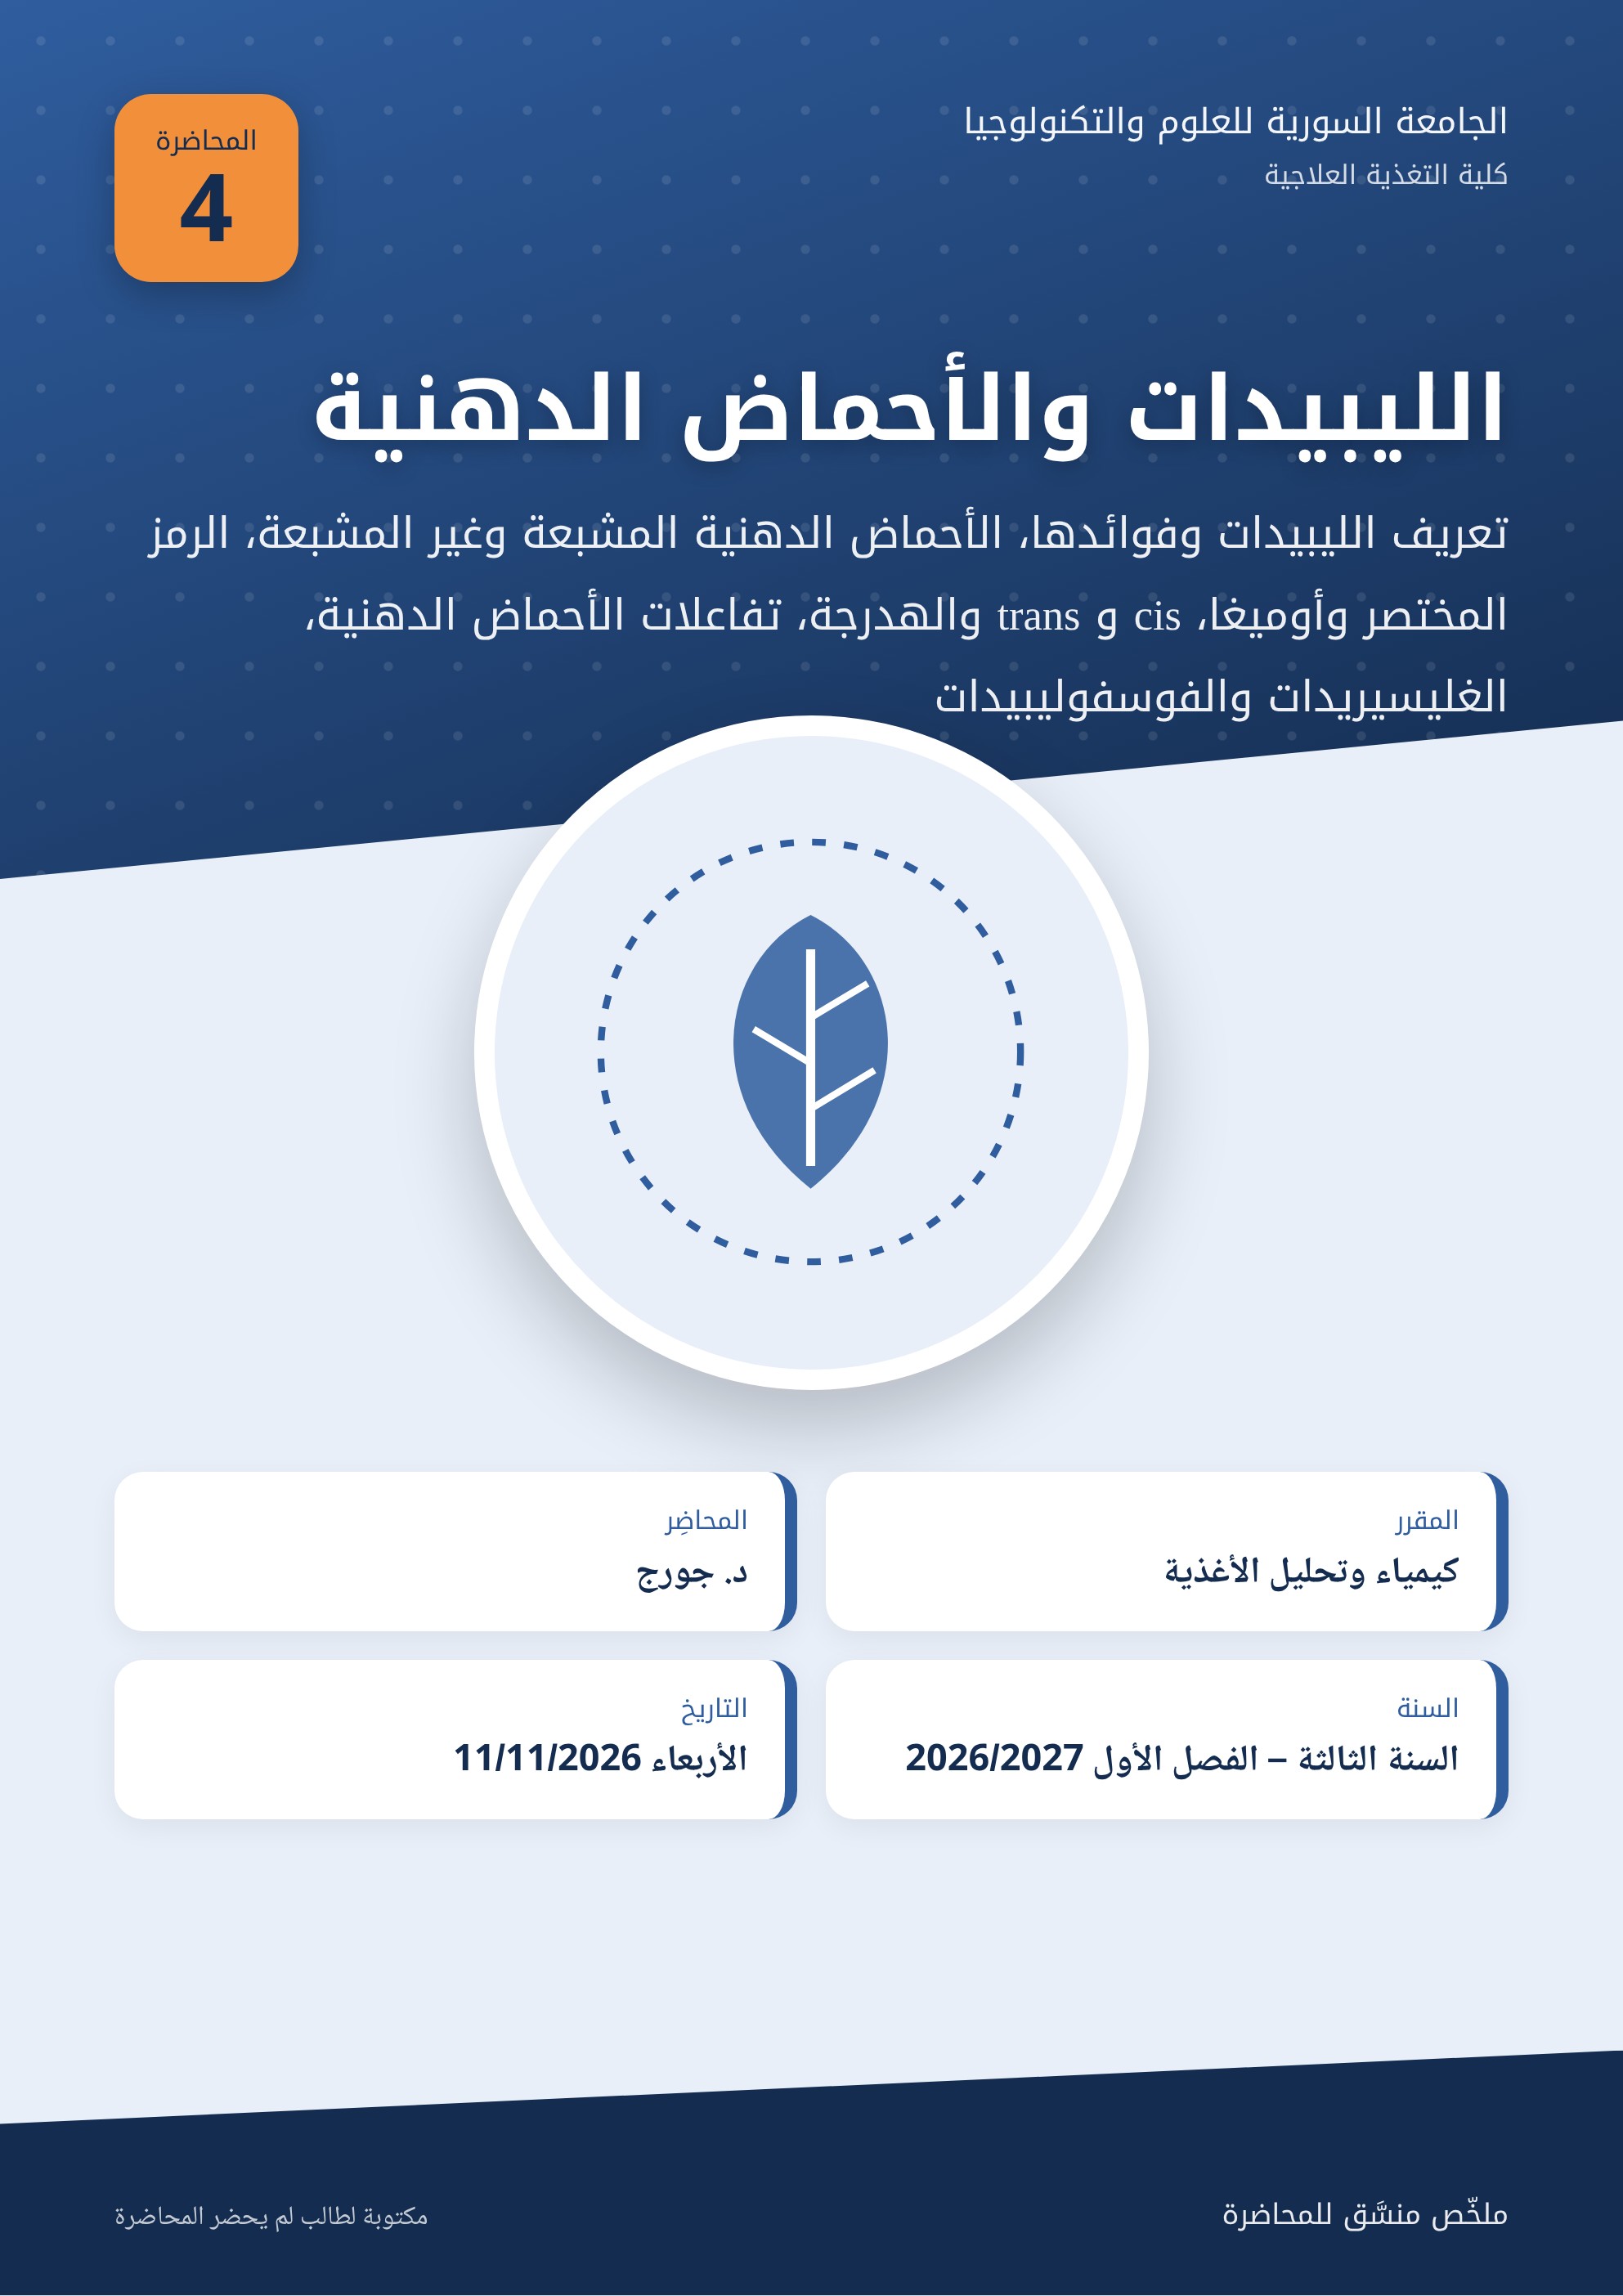 الجامعة السورية للعلوم والتكنولوجيا
كلية التغذية العلاجية
المحاضرة
4
الليبيدات والأحماض الدهنية
تعريف الليبيدات وفوائدها، الأحماض الدهنية المشبعة وغير المشبعة، الرمز
المختصر وأوميغا، cis و trans والهدرجة، تفاعلات الأحماض الدهنية،
الغليسيريدات والفوسفوليبيدات
المقرر
كيمياء وتحليل الأغذية
المحاضِر
د. جورج
السنة
السنة الثالثة – الفصل الأول 2026/2027
التاريخ
الأربعاء 11/11/2026
ملخّص منسَّق للمحاضرة
مكتوبة لطالب لم يحضر المحاضرة